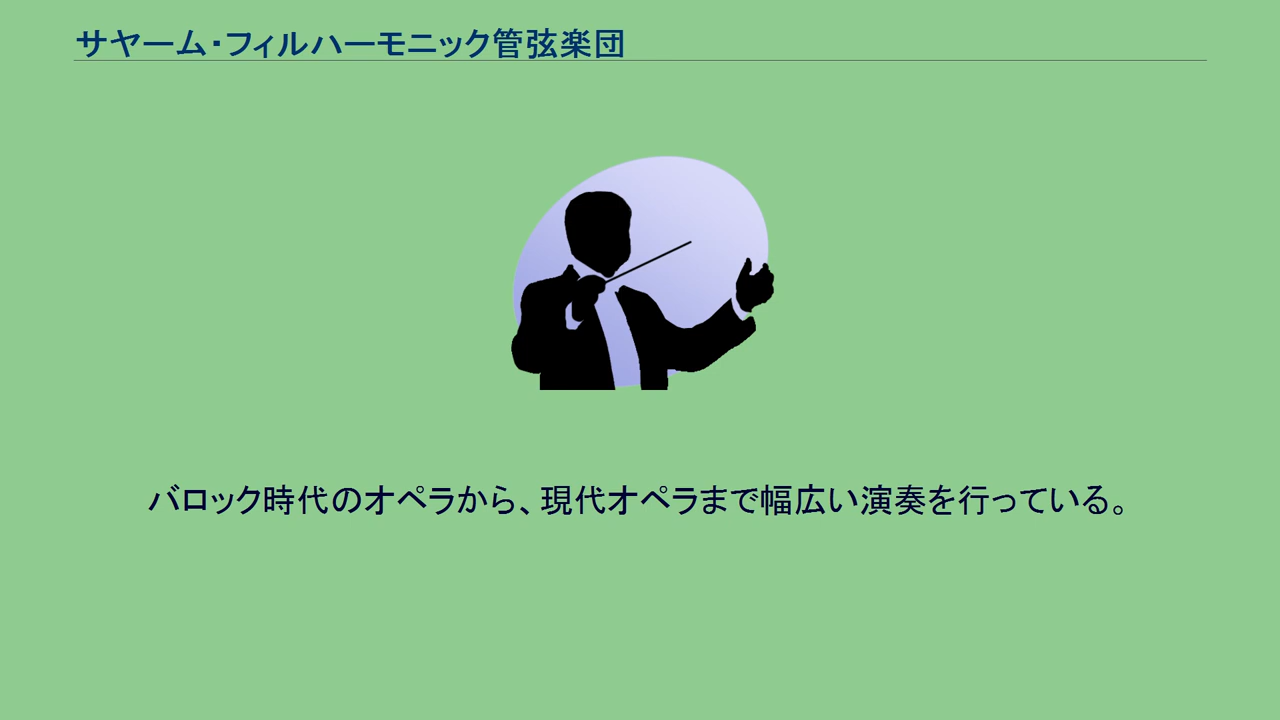 サヤーム・フィルハーモニック管弦楽団
バロック時代のオペラから、現代オペラまで幅広い演奏を行っている。